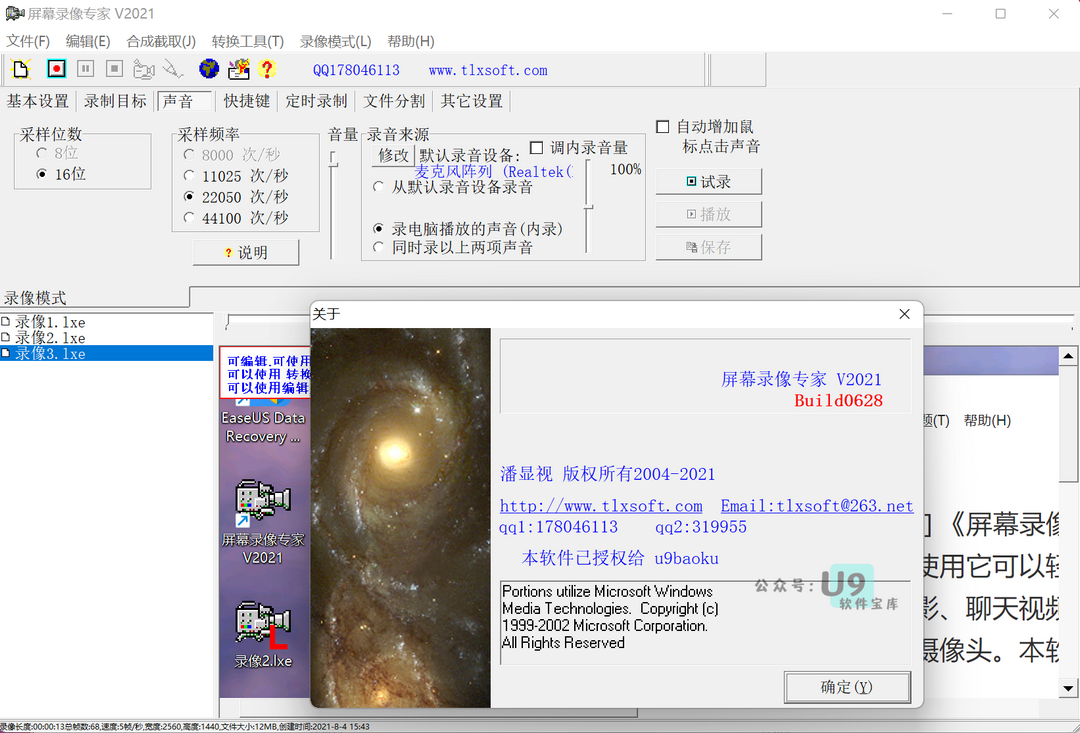 屏幕录像专家 V2021
文件(F) 编辑(E) 合成截取(J) 转换工具(T) 录像模式(L) 帮助(H)
QQ178046113 www.tlxsoft.com
基本设置 录制目标 声音 快捷键 定时录制 文件分割 其它设置
采样位数
8位
16位
采样频率
8000 次/秒
11025 次/秒
22050 次/秒
44100 次/秒
? 说明
音量
录音来源
修改 默认录音设备:
调内录音量
麦克风阵列 (Realtek(
100%
从默认录音设备录音
录电脑播放的声音(内录)
同时录以上两项声音
自动增加鼠
标点击声音
试录
播放
保存
录像模式
录像1.lxe
录像2.lxe
录像3.lxe
可编辑,可使用
可以使用 转换
可以使用编辑
EaseUS Data
Recovery ...
屏幕录像专家
V2021
录像2.lxe
关于
屏幕录像专家 V2021
Build0628
潘显视 版权所有2004-2021
http://www.tlxsoft.com Email:tlxsoft@263.net
qq1:178046113 qq2:319955
本软件已授权给 u9baoku
Portions utilize Microsoft Windows
Media Technologies. Copyright (c)
1999-2002 Microsoft Corporation.
All Rights Reserved
公众号: U9
软件宝库
确定(Y)
(T) 帮助(H)
] 《屏幕录像
使用它可以轻
影、聊天视频
摄像头。本软
录像长度:00:00:13总帧数:68,速度:5帧/秒,宽度:2560,高度:1440,文件大小:12MB,创建时间:2021-8-4 15:43